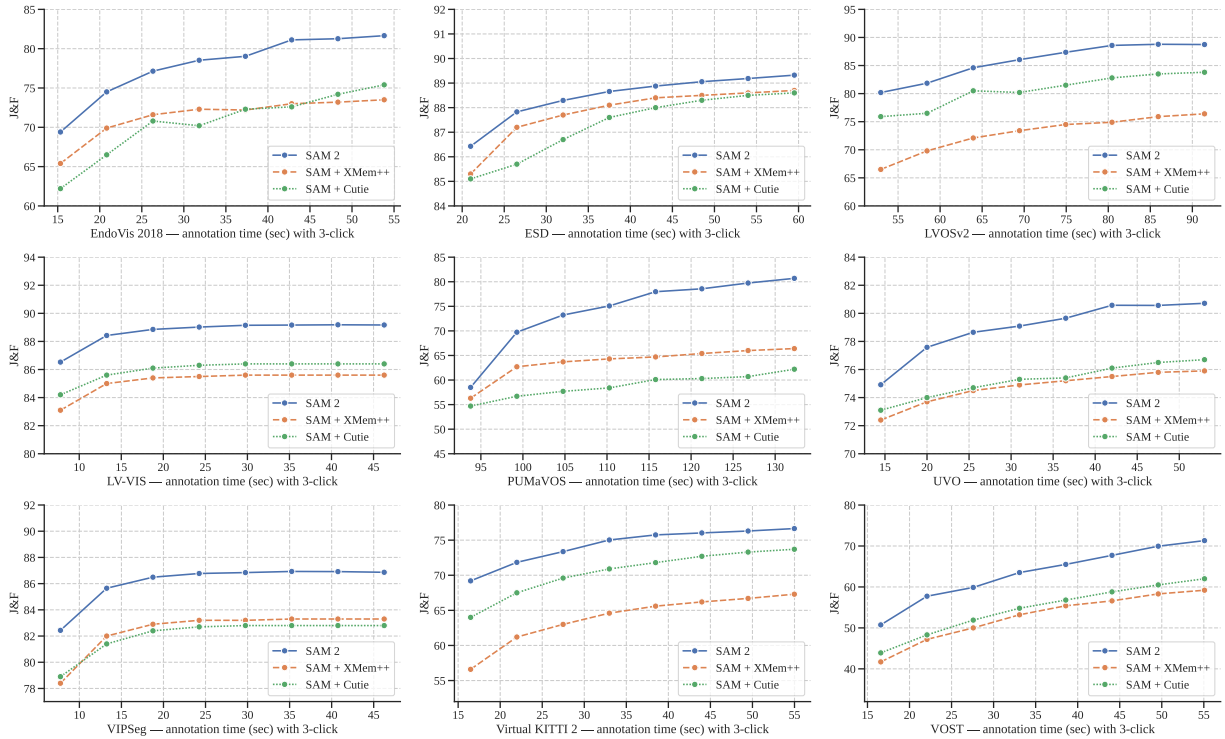 85
80
75
70
65
60
J&F
15 20 25 30 35 40 45 50 55
EndoVis 2018 — annotation time (sec) with 3-click
SAM 2
SAM + XMem++
SAM + Cutie
92
91
90
89
88
87
86
85
84
J&F
20 25 30 35 40 45 50 55 60
ESD — annotation time (sec) with 3-click
SAM 2
SAM + XMem++
SAM + Cutie
95
90
85
80
75
70
65
60
J&F
55 60 65 70 75 80 85 90
LVOSv2 — annotation time (sec) with 3-click
SAM 2
SAM + XMem++
SAM + Cutie
94
92
90
88
86
84
82
80
J&F
10 15 20 25 30 35 40 45
LV-VIS — annotation time (sec) with 3-click
SAM 2
SAM + XMem++
SAM + Cutie
85
80
75
70
65
60
55
50
45
J&F
95 100 105 110 115 120 125 130
PUMaVOS — annotation time (sec) with 3-click
SAM 2
SAM + XMem++
SAM + Cutie
84
82
80
78
76
74
72
70
J&F
15 20 25 30 35 40 45 50
UVO — annotation time (sec) with 3-click
SAM 2
SAM + XMem++
SAM + Cutie
92
90
88
86
84
82
80
78
J&F
10 15 20 25 30 35 40 45
VIPSeg — annotation time (sec) with 3-click
SAM 2
SAM + XMem++
SAM + Cutie
80
75
70
65
60
55
J&F
15 20 25 30 35 40 45 50 55
Virtual KITTI 2 — annotation time (sec) with 3-click
SAM 2
SAM + XMem++
SAM + Cutie
80
70
60
50
40
J&F
15 20 25 30 35 40 45 50 55
VOST — annotation time (sec) with 3-click
SAM 2
SAM + XMem++
SAM + Cutie